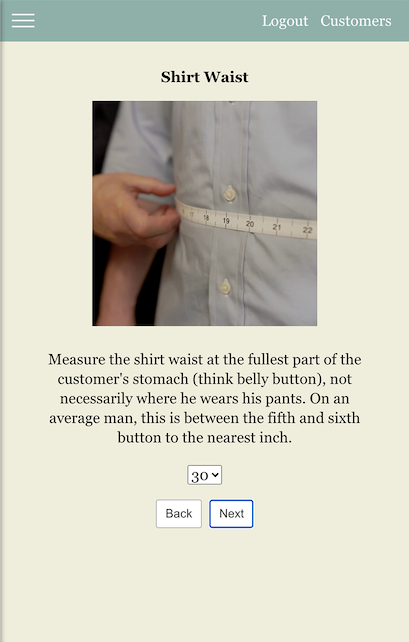 Logout Customers
Shirt Waist
18 19 20 21 22
Measure the shirt waist at the fullest part of the
customer's stomach (think belly button), not
necessarily where he wears his pants. On an
average man, this is between the fifth and sixth
button to the nearest inch.
30
Back Next